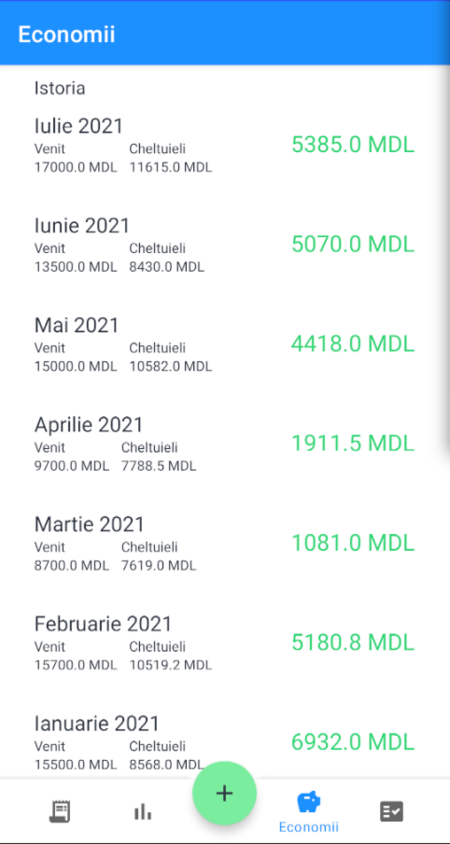 Economii
Istoria
Iulie 2021
5385.0 MDL
Venit Cheltuieli
17000.0 MDL 11615.0 MDL
Iunie 2021
5070.0 MDL
Venit Cheltuieli
13500.0 MDL 8430.0 MDL
Mai 2021
4418.0 MDL
Venit Cheltuieli
15000.0 MDL 10582.0 MDL
Aprilie 2021
1911.5 MDL
Venit Cheltuieli
9700.0 MDL 7788.5 MDL
Martie 2021
1081.0 MDL
Venit Cheltuieli
8700.0 MDL 7619.0 MDL
Februarie 2021
5180.8 MDL
Venit Cheltuieli
15700.0 MDL 10519.2 MDL
Ianuarie 2021
6932.0 MDL
Venit Cheltuieli
15500.0 MDL 8568.0 MDL
+
Economii